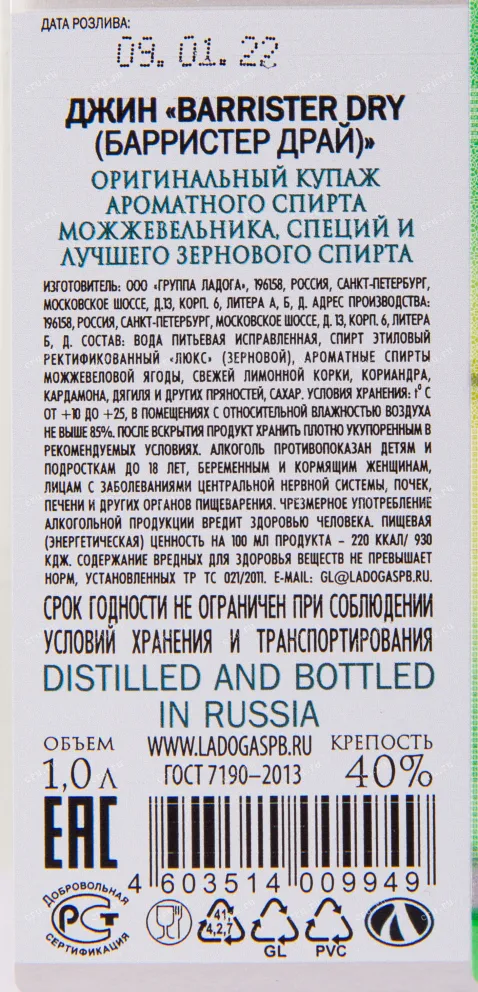 ДАТА РОЗЛИВА:
09.01.22
ДЖИН «BARRISTER DRY
(БАРРИСТЕР ДРАЙ)»
ОРИГИНАЛЬНЫЙ КУПАЖ
АРОМАТНОГО СПИРТА
МОЖЖЕВЕЛЬНИКА, СПЕЦИЙ И
ЛУЧШЕГО ЗЕРНОВОГО СПИРТА
ИЗГОТОВИТЕЛЬ: ООО «ГРУППА ЛАДОГА», 196158, РОССИЯ, САНКТ-ПЕТЕРБУРГ,
МОСКОВСКОЕ ШОССЕ, Д.13, КОРП. 6, ЛИТЕРА А, Б, Д. АДРЕС ПРОИЗВОДСТВА:
196158, РОССИЯ, САНКТ-ПЕТЕРБУРГ, МОСКОВСКОЕ ШОССЕ, Д. 13, КОРП. 6, ЛИТЕРА
Б, Д. СОСТАВ: ВОДА ПИТЬЕВАЯ ИСПРАВЛЕННАЯ, СПИРТ ЭТИЛОВЫЙ
РЕКТИФИКОВАННЫЙ «ЛЮКС» (ЗЕРНОВОЙ), АРОМАТНЫЕ СПИРТЫ
МОЖЖЕВЕЛОВОЙ ЯГОДЫ, СВЕЖЕЙ ЛИМОННОЙ КОРКИ, КОРИАНДРА,
КАРДАМОНА, ДЯГИЛЯ И ДРУГИХ ПРЯНОСТЕЙ, САХАР. УСЛОВИЯ ХРАНЕНИЯ: t° С
ОТ +10 ДО +25, В ПОМЕЩЕНИЯХ С ОТНОСИТЕЛЬНОЙ ВЛАЖНОСТЬЮ ВОЗДУХА
НЕ ВЫШЕ 85%. ПОСЛЕ ВСКРЫТИЯ ПРОДУКТ ХРАНИТЬ ПЛОТНО УКУПОРЕННЫМ В
РЕКОМЕНДУЕМЫХ УСЛОВИЯХ. АЛКОГОЛЬ ПРОТИВОПОКАЗАН ДЕТЯМ И
ПОДРОСТКАМ ДО 18 ЛЕТ, БЕРЕМЕННЫМ И КОРМЯЩИМ ЖЕНЩИНАМ,
ЛИЦАМ С ЗАБОЛЕВАНИЯМИ ЦЕНТРАЛЬНОЙ НЕРВНОЙ СИСТЕМЫ, ПОЧЕК,
ПЕЧЕНИ И ДРУГИХ ОРГАНОВ ПИЩЕВАРЕНИЯ. ЧРЕЗМЕРНОЕ УПОТРЕБЛЕНИЕ
АЛКОГОЛЬНОЙ ПРОДУКЦИИ ВРЕДИТ ЗДОРОВЬЮ ЧЕЛОВЕКА. ПИЩЕВАЯ
(ЭНЕРГЕТИЧЕСКАЯ) ЦЕННОСТЬ НА 100 МЛ ПРОДУКТА – 220 ККАЛ/ 930
КДЖ. СОДЕРЖАНИЕ ВРЕДНЫХ ДЛЯ ЗДОРОВЬЯ ВЕЩЕСТВ НЕ ПРЕВЫШАЕТ
НОРМ, УСТАНОВЛЕННЫХ ТР ТС 021/2011. E-MAIL: GL@LADOGASPB.RU.
СРОК ГОДНОСТИ НЕ ОГРАНИЧЕН ПРИ СОБЛЮДЕНИИ
УСЛОВИЙ ХРАНЕНИЯ И ТРАНСПОРТИРОВАНИЯ
DISTILLED AND BOTTLED
IN RUSSIA
ОБЪЕМ WWW.LADOGASPB.RU КРЕПОСТЬ
1,0 Л ГОСТ 7190–2013 40%
EAC
4 603514 009949
ДОБРОВОЛЬНАЯ
РСТ
СЕРТИФИКАЦИЯ
41,
4,2,7
GL PVC